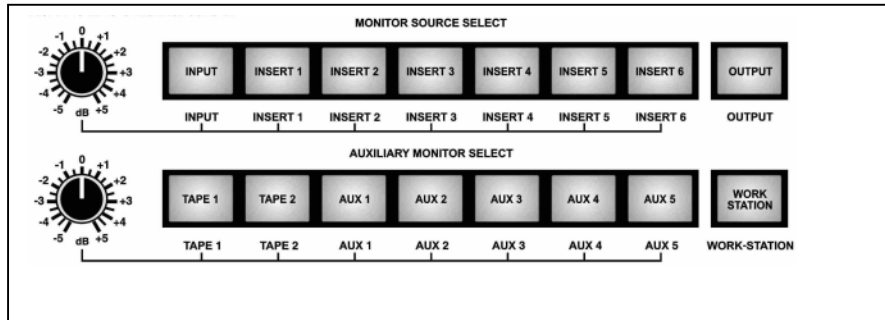 MONITOR SOURCE SELECT
-5 -4 -3 -2 -1 0 +1 +2 +3 +4 +5
dB
INPUT INSERT 1 INSERT 2 INSERT 3 INSERT 4 INSERT 5 INSERT 6 OUTPUT
INPUT INSERT 1 INSERT 2 INSERT 3 INSERT 4 INSERT 5 INSERT 6 OUTPUT
AUXILIARY MONITOR SELECT
-5 -4 -3 -2 -1 0 +1 +2 +3 +4 +5
dB
TAPE 1 TAPE 2 AUX 1 AUX 2 AUX 3 AUX 4 AUX 5 WORK STATION
TAPE 1 TAPE 2 AUX 1 AUX 2 AUX 3 AUX 4 AUX 5 WORK-STATION